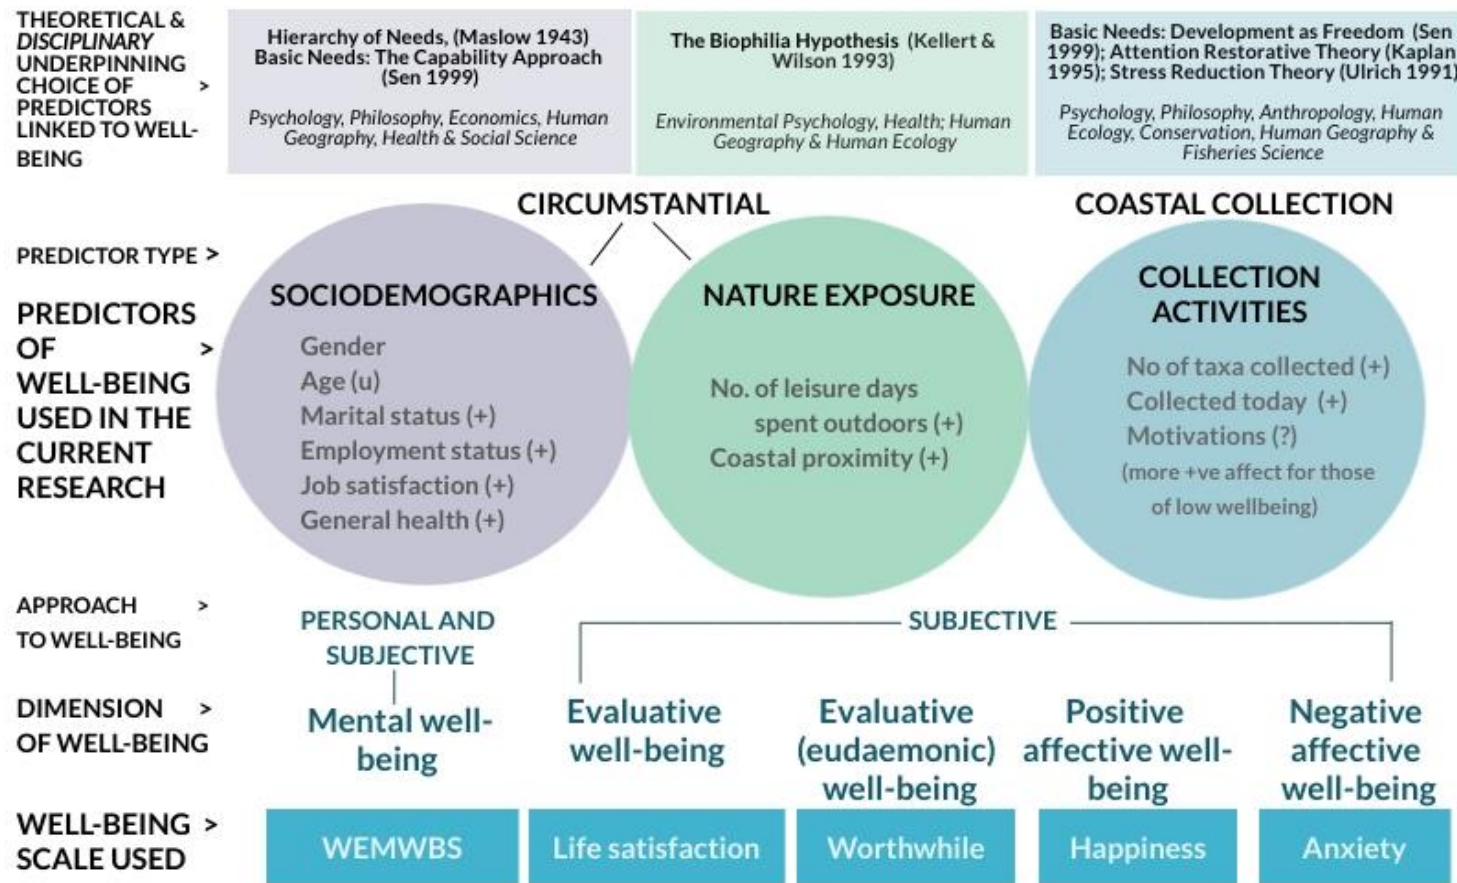 THEORETICAL &
DISCIPLINARY
UNDERPINNING
CHOICE OF >
PREDICTORS
LINKED TO WELL-
BEING
Hierarchy of Needs, (Maslow 1943)
Basic Needs: The Capability Approach
(Sen 1999)
Psychology, Philosophy, Economics, Human
Geography, Health & Social Science
The Biophilia Hypothesis (Kellert &
Wilson 1993)
Environmental Psychology, Health; Human
Geography & Human Ecology
Basic Needs: Development as Freedom (Sen
1999); Attention Restorative Theory (Kaplan
1995); Stress Reduction Theory (Ulrich 1991)
Psychology, Philosophy, Anthropology, Human
Ecology, Conservation, Human Geography &
Fisheries Science
PREDICTOR TYPE >
CIRCUMSTANTIAL
COASTAL COLLECTION
PREDICTORS
OF >
WELL-BEING
USED IN THE
CURRENT
RESEARCH
SOCIODEMOGRAPHICS
Gender
Age (u)
Marital status (+)
Employment status (+)
Job satisfaction (+)
General health (+)
NATURE EXPOSURE
No. of leisure days
spent outdoors (+)
Coastal proximity (+)
COLLECTION
ACTIVITIES
No of taxa collected (+)
Collected today (+)
Motivations (?)
(more +ve affect for those
of low wellbeing)
APPROACH >
TO WELL-BEING
PERSONAL AND
SUBJECTIVE
SUBJECTIVE
DIMENSION >
OF WELL-BEING
Mental well-
being
Evaluative
well-being
Evaluative
(eudaemonic)
well-being
Positive
affective well-
being
Negative
affective
well-being
WELL-BEING >
SCALE USED
WEMWBS
Life satisfaction
Worthwhile
Happiness
Anxiety